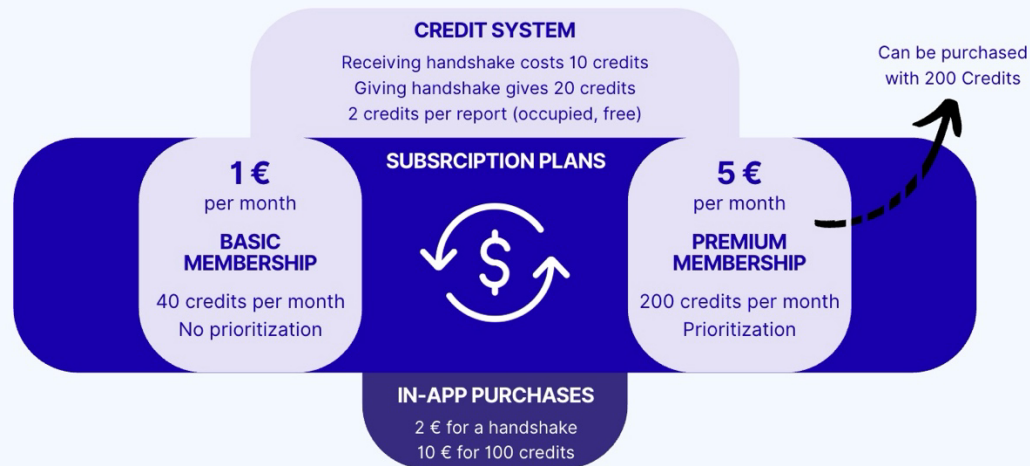 CREDIT SYSTEM
Receiving handshake costs 10 credits
Giving handshake gives 20 credits
2 credits per report (occupied, free)
Can be purchased
with 200 Credits
SUBSRCIPTION PLANS
1 €
per month
BASIC
MEMBERSHIP
40 credits per month
No prioritization
$
5 €
per month
PREMIUM
MEMBERSHIP
200 credits per month
Prioritization
IN-APP PURCHASES
2 € for a handshake
10 € for 100 credits